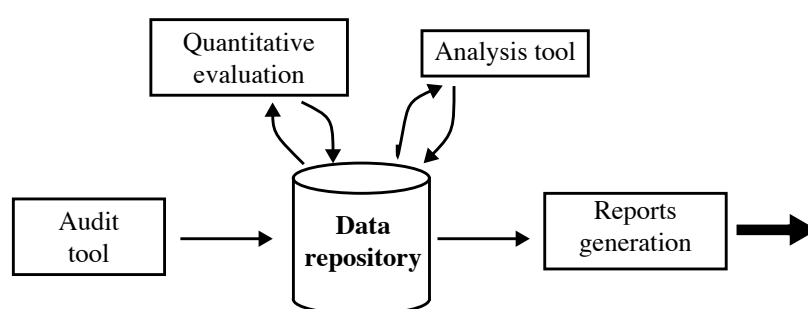 Quantitative
evaluation
Analysis tool
Audit
tool
Data
repository
Reports
generation